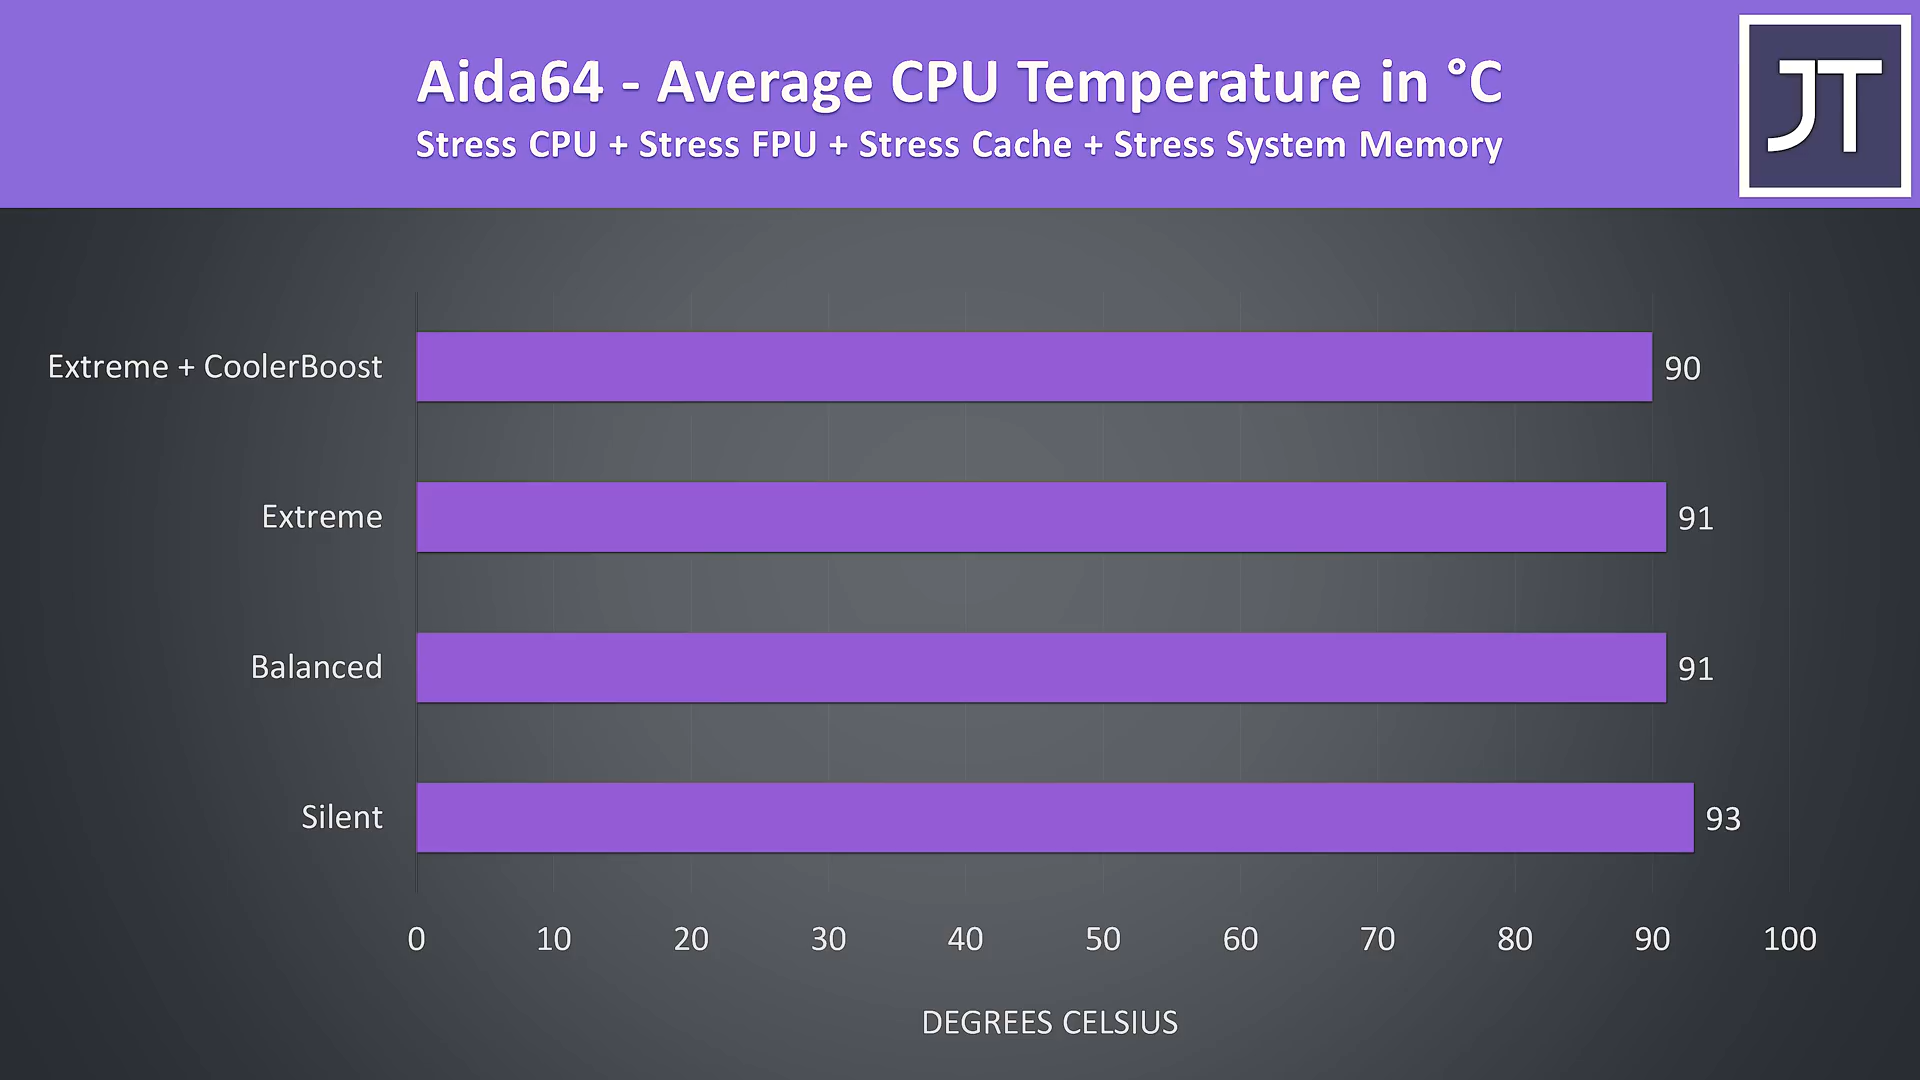 Aida64 - Average CPU Temperature in °C
Stress CPU + Stress FPU + Stress Cache + Stress System Memory
JT
Extreme + CoolerBoost 90
Extreme 91
Balanced 91
Silent 93
0 10 20 30 40 50 60 70 80 90 100
DEGREES CELSIUS